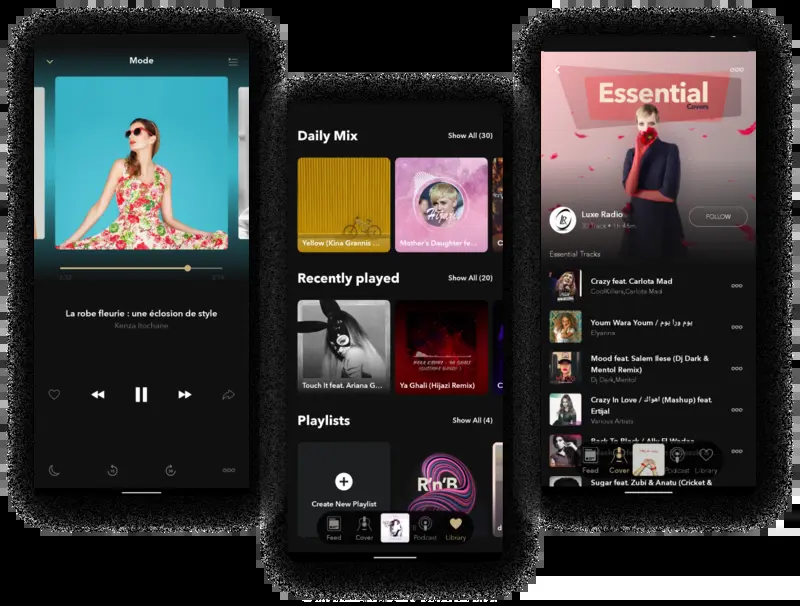 Mode
La robe fleurie : une éclosion de style
Kenza Itochane
Daily Mix
Show All (30)
Yellow (Kina Grannis ...
Mother's Daughter fe...
Hijazi
Recently played
Show All (20)
Touch It feat. Ariana G...
Ya Ghali (Hijazi Remix)
Playlists
Show All (4)
Create New Playlist
R'n'B
Feed
Cover
Podcast
Library
Essential
Covers
Luxe Radio
FOLLOW
Essential Tracks
Crazy feat. Carlota Mad
CoolKillers,Carlota Mad
Youm Wara Youm / يوم ورا يوم
Elyanna
Mood feat. Salem Ilese (Dj Dark &
Mentol Remix)
Dj Dark,Mentol
Crazy In Love / اهواك (Mashup) feat.
Ertijal
Various Artists
Back To Black / Ally El Wadaa
Feed
Cover
Podcast
Library
Sugar feat. Zubi & Anatu (Cricket &